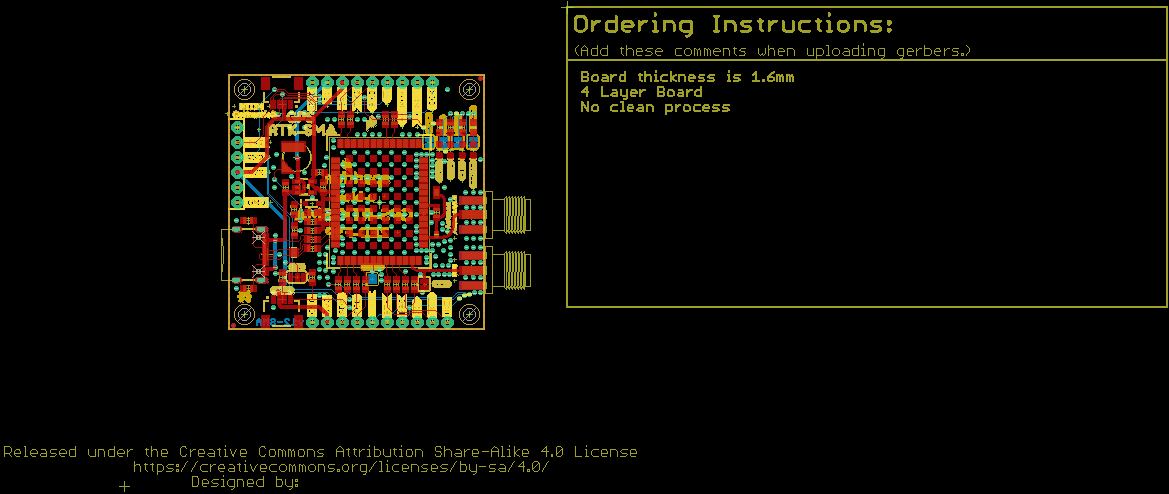 Ordering Instructions:
(Add these comments when uploading gerbers.)
Board thickness is 1.6mm
4 Layer Board
No clean process
RTK SMA
Released under the Creative Commons Attribution Share-Alike 4.0 License
https://creativecommons.org/licenses/by-sa/4.0/
Designed by: